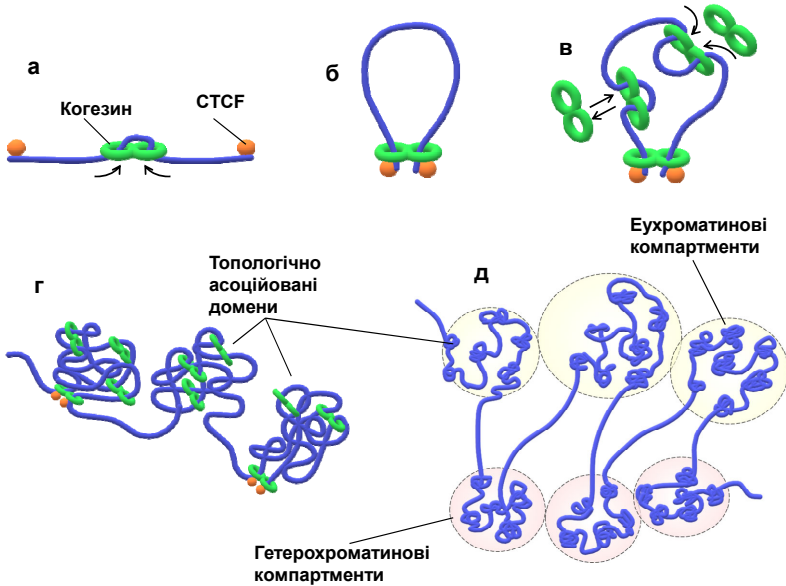 а
Когезин
CTCF
б
в
г
Топологічно
асоційовані
домени
д
Еухроматинові
компартменти
Гетерохроматинові
компартменти